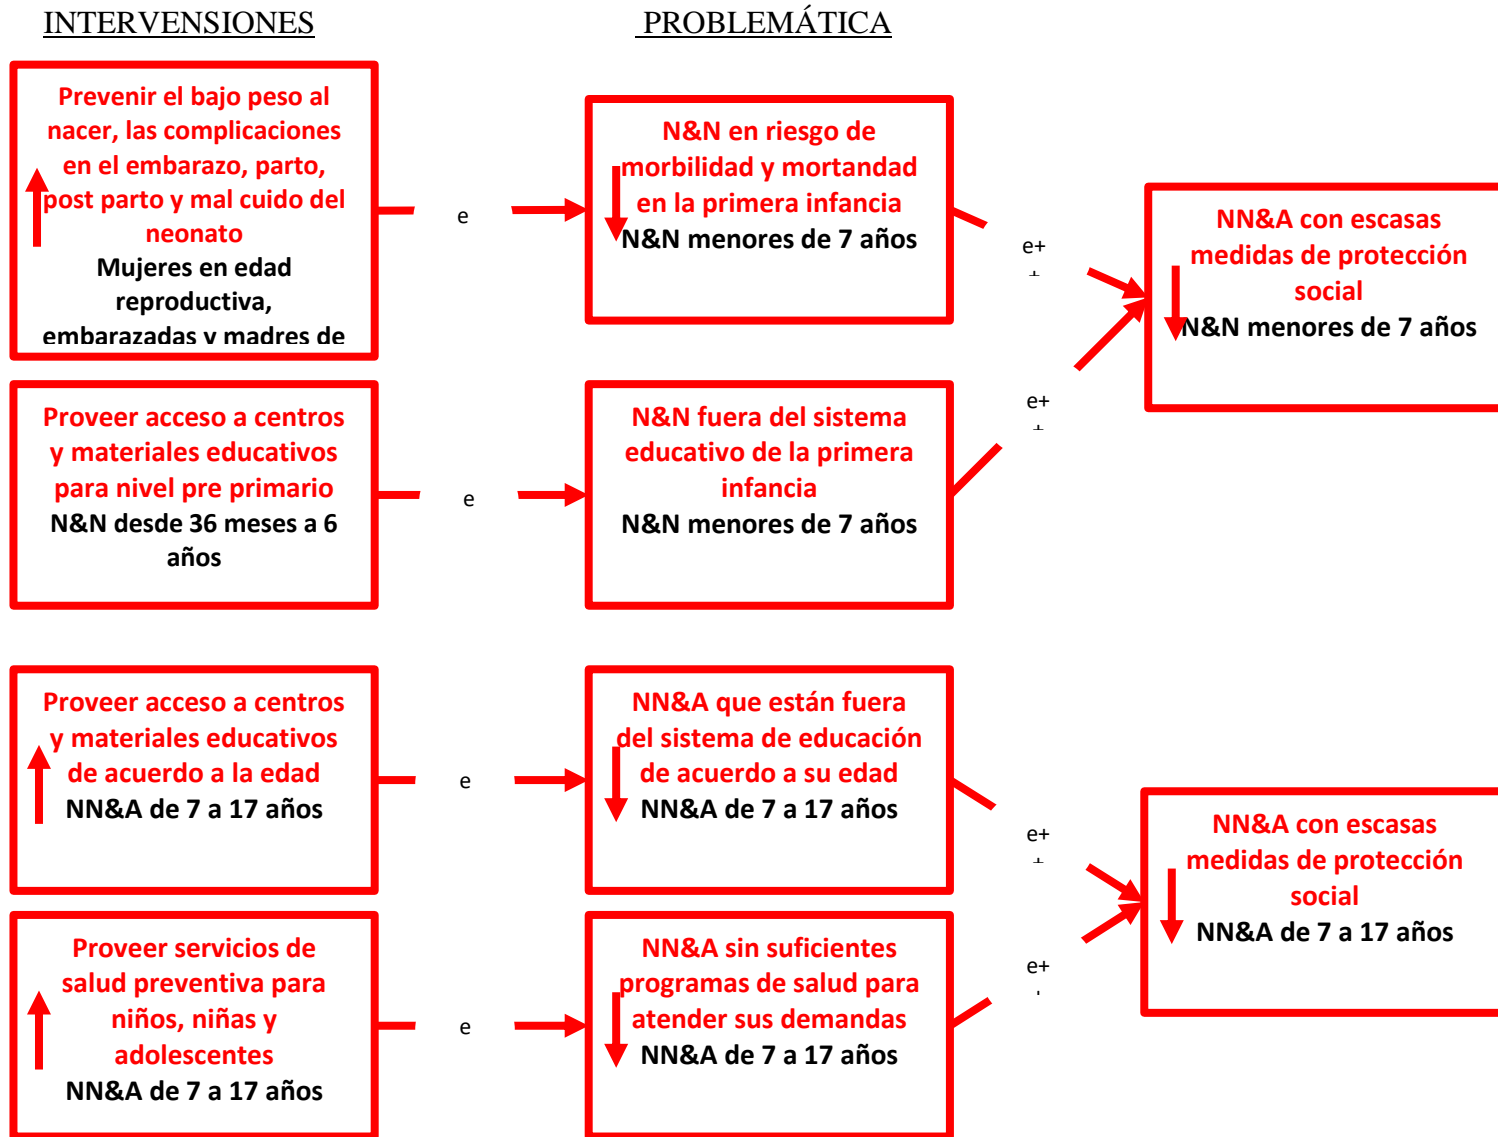 INTERVENSIONES
PROBLEMÁTICA
Prevenir el bajo peso al
nacer, las complicaciones
en el embarazo, parto,
post parto y mal cuido del
neonato
Mujeres en edad
reproductiva,
embarazadas y madres de
e
N&N en riesgo de
morbilidad y mortandad
en la primera infancia
N&N menores de 7 años
e+
+
NN&A con escasas
medidas de protección
social
N&N menores de 7 años
Proveer acceso a centros
y materiales educativos
para nivel pre primario
N&N desde 36 meses a 6
años
e
N&N fuera del sistema
educativo de la primera
infancia
N&N menores de 7 años
e+
+
Proveer acceso a centros
y materiales educativos
de acuerdo a la edad
NN&A de 7 a 17 años
e
NN&A que están fuera
del sistema de educación
de acuerdo a su edad
NN&A de 7 a 17 años
e+
+
NN&A con escasas
medidas de protección
social
NN&A de 7 a 17 años
Proveer servicios de
salud preventiva para
niños, niñas y
adolescentes
NN&A de 7 a 17 años
e
NN&A sin suficientes
programas de salud para
atender sus demandas
NN&A de 7 a 17 años
e+